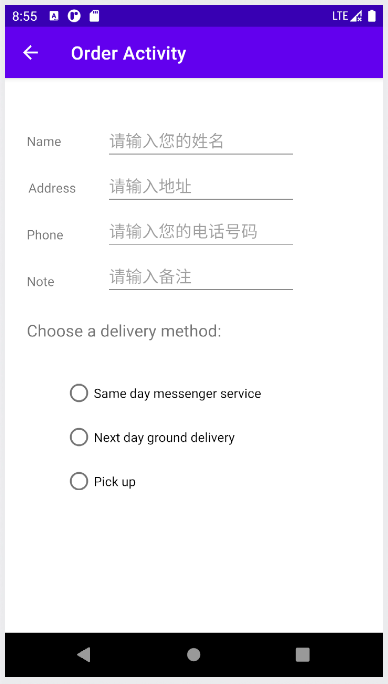 8:55 LTE
Order Activity
Name 请输入您的姓名
Address 请输入地址
Phone 请输入您的电话号码
Note 请输入备注
Choose a delivery method:
Same day messenger service
Next day ground delivery
Pick up